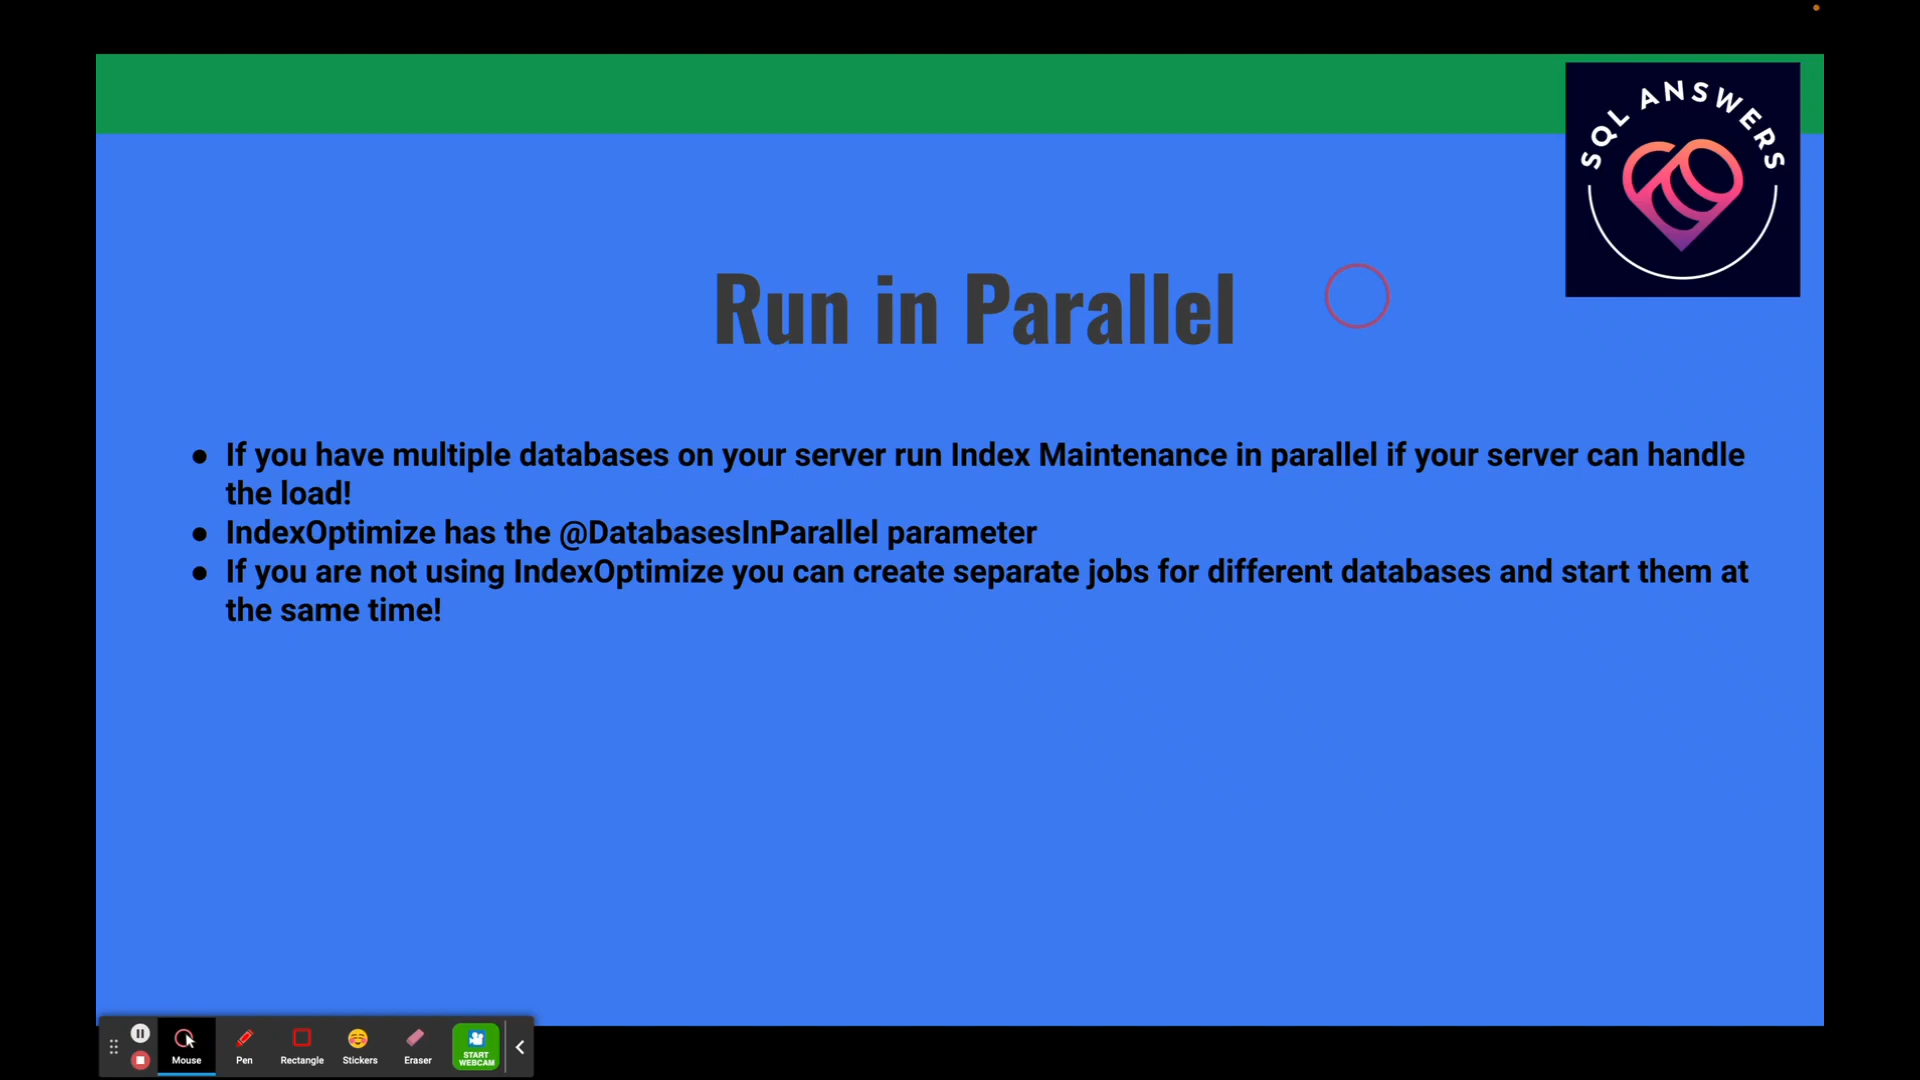 SQL ANSWERS
Run in Parallel
● If you have multiple databases on your server run Index Maintenance in parallel if your server can handle
the load!
● IndexOptimize has the @DatabasesInParallel parameter
● If you are not using IndexOptimize you can create separate jobs for different databases and start them at
the same time!
Mouse
Pen
Rectangle
Stickers
Eraser
START
WEBCAM